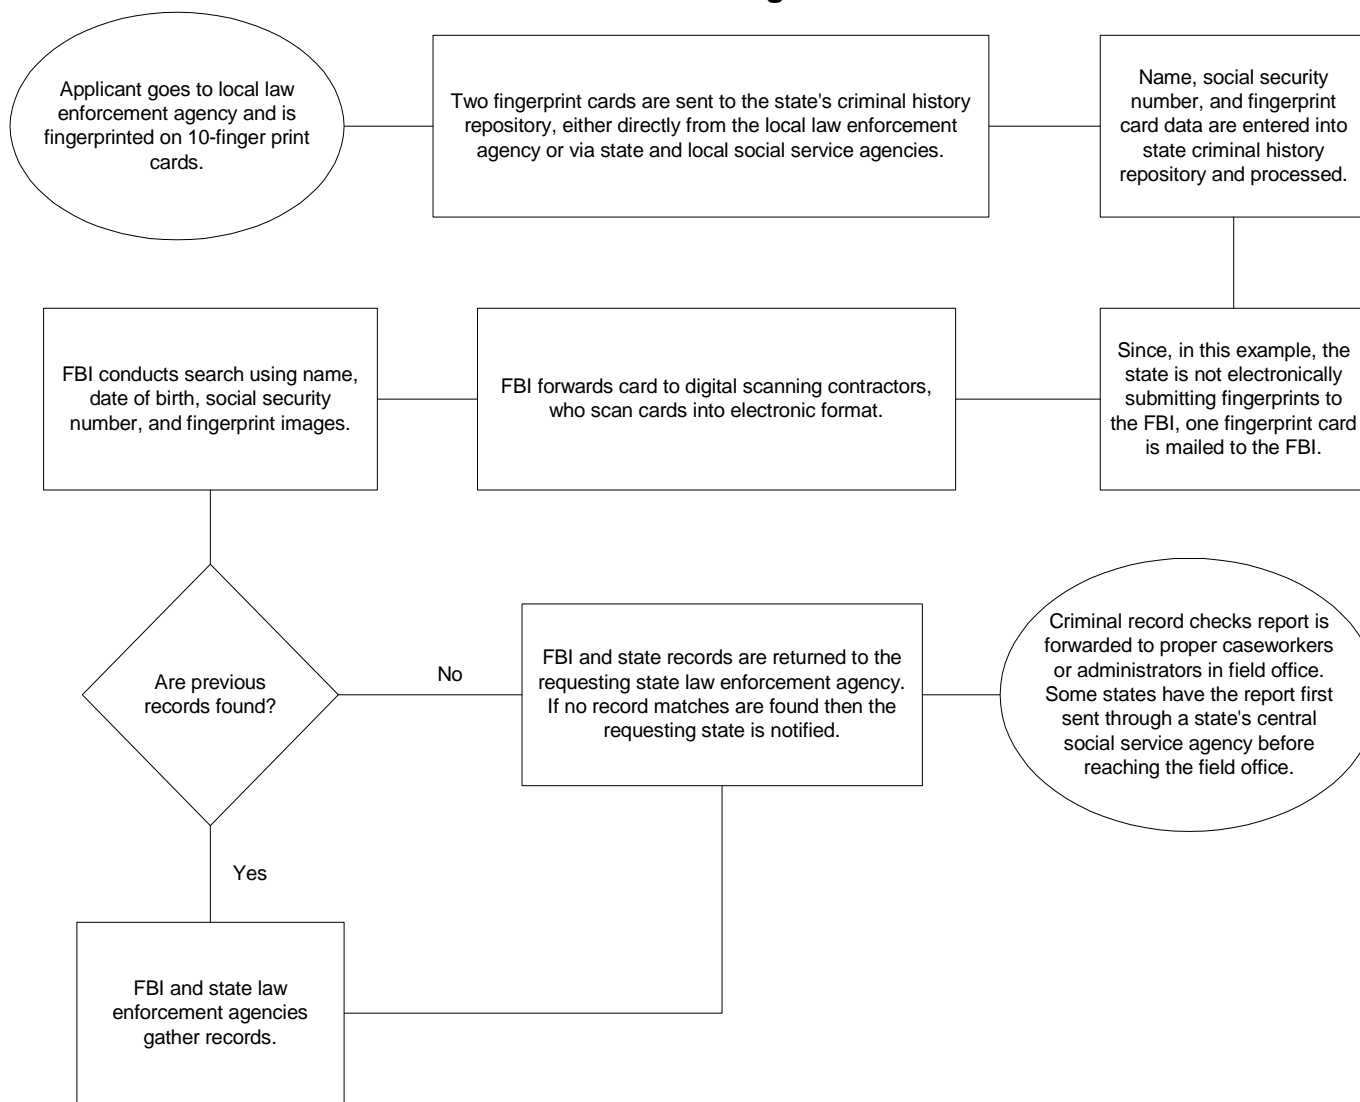 Applicant goes to local law
enforcement agency and is
fingerprinted on 10-finger print
cards.
Two fingerprint cards are sent to the state's criminal history
repository, either directly from the local law enforcement
agency or via state and local social service agencies.
Name, social security
number, and fingerprint
card data are entered into
state criminal history
repository and processed.
Since, in this example, the
state is not electronically
submitting fingerprints to
the FBI, one fingerprint card
is mailed to the FBI.
FBI forwards card to digital scanning contractors,
who scan cards into electronic format.
FBI conducts search using name,
date of birth, social security
number, and fingerprint images.
Are previous
records found?
No
Yes
FBI and state law
enforcement agencies
gather records.
FBI and state records are returned to the
requesting state law enforcement agency.
If no record matches are found then the
requesting state is notified.
Criminal record checks report is
forwarded to proper caseworkers
or administrators in field office.
Some states have the report first
sent through a state's central
social service agency before
reaching the field office.